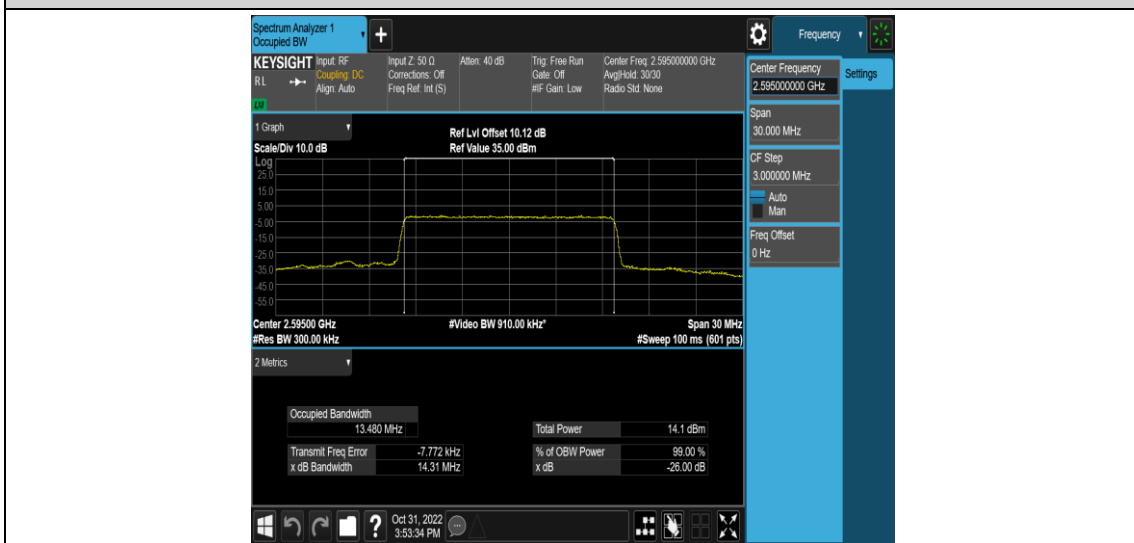 Spectrum Analyzer 1
Occupied BW
+
Frequency
KEYSIGHT
RL
LXI
Input: RF
Coupling: DC
Align: Auto
Input Z: 50 Ω
Corrections: Off
Freq Ref: Int (S)
Atten: 40 dB
Trig: Free Run
Gate: Off
#IF Gain: Low
Center Freq: 2.595000000 GHz
Avg|Hold: 30/30
Radio Std: None
Center Frequency
2.595000000 GHz
Settings
Span
30.000 MHz
CF Step
3.000000 MHz
Auto
Man
Freq Offset
0 Hz
1 Graph
Scale/Div 10.0 dB
Ref Lvl Offset 10.12 dB
Ref Value 35.00 dBm
Log
25.0
15.0
5.00
-5.00
-15.0
-25.0
-35.0
-45.0
-55.0
Center 2.59500 GHz
#Video BW 910.00 kHz*
Span 30 MHz
#Res BW 300.00 kHz
#Sweep 100 ms (601 pts)
2 Metrics
Occupied Bandwidth
13.480 MHz
Total Power 14.1 dBm
Transmit Freq Error -7.772 kHz
% of OBW Power 99.00 %
x dB Bandwidth 14.31 MHz
x dB -26.00 dB
?
Oct 31, 2022
3:53:34 PM